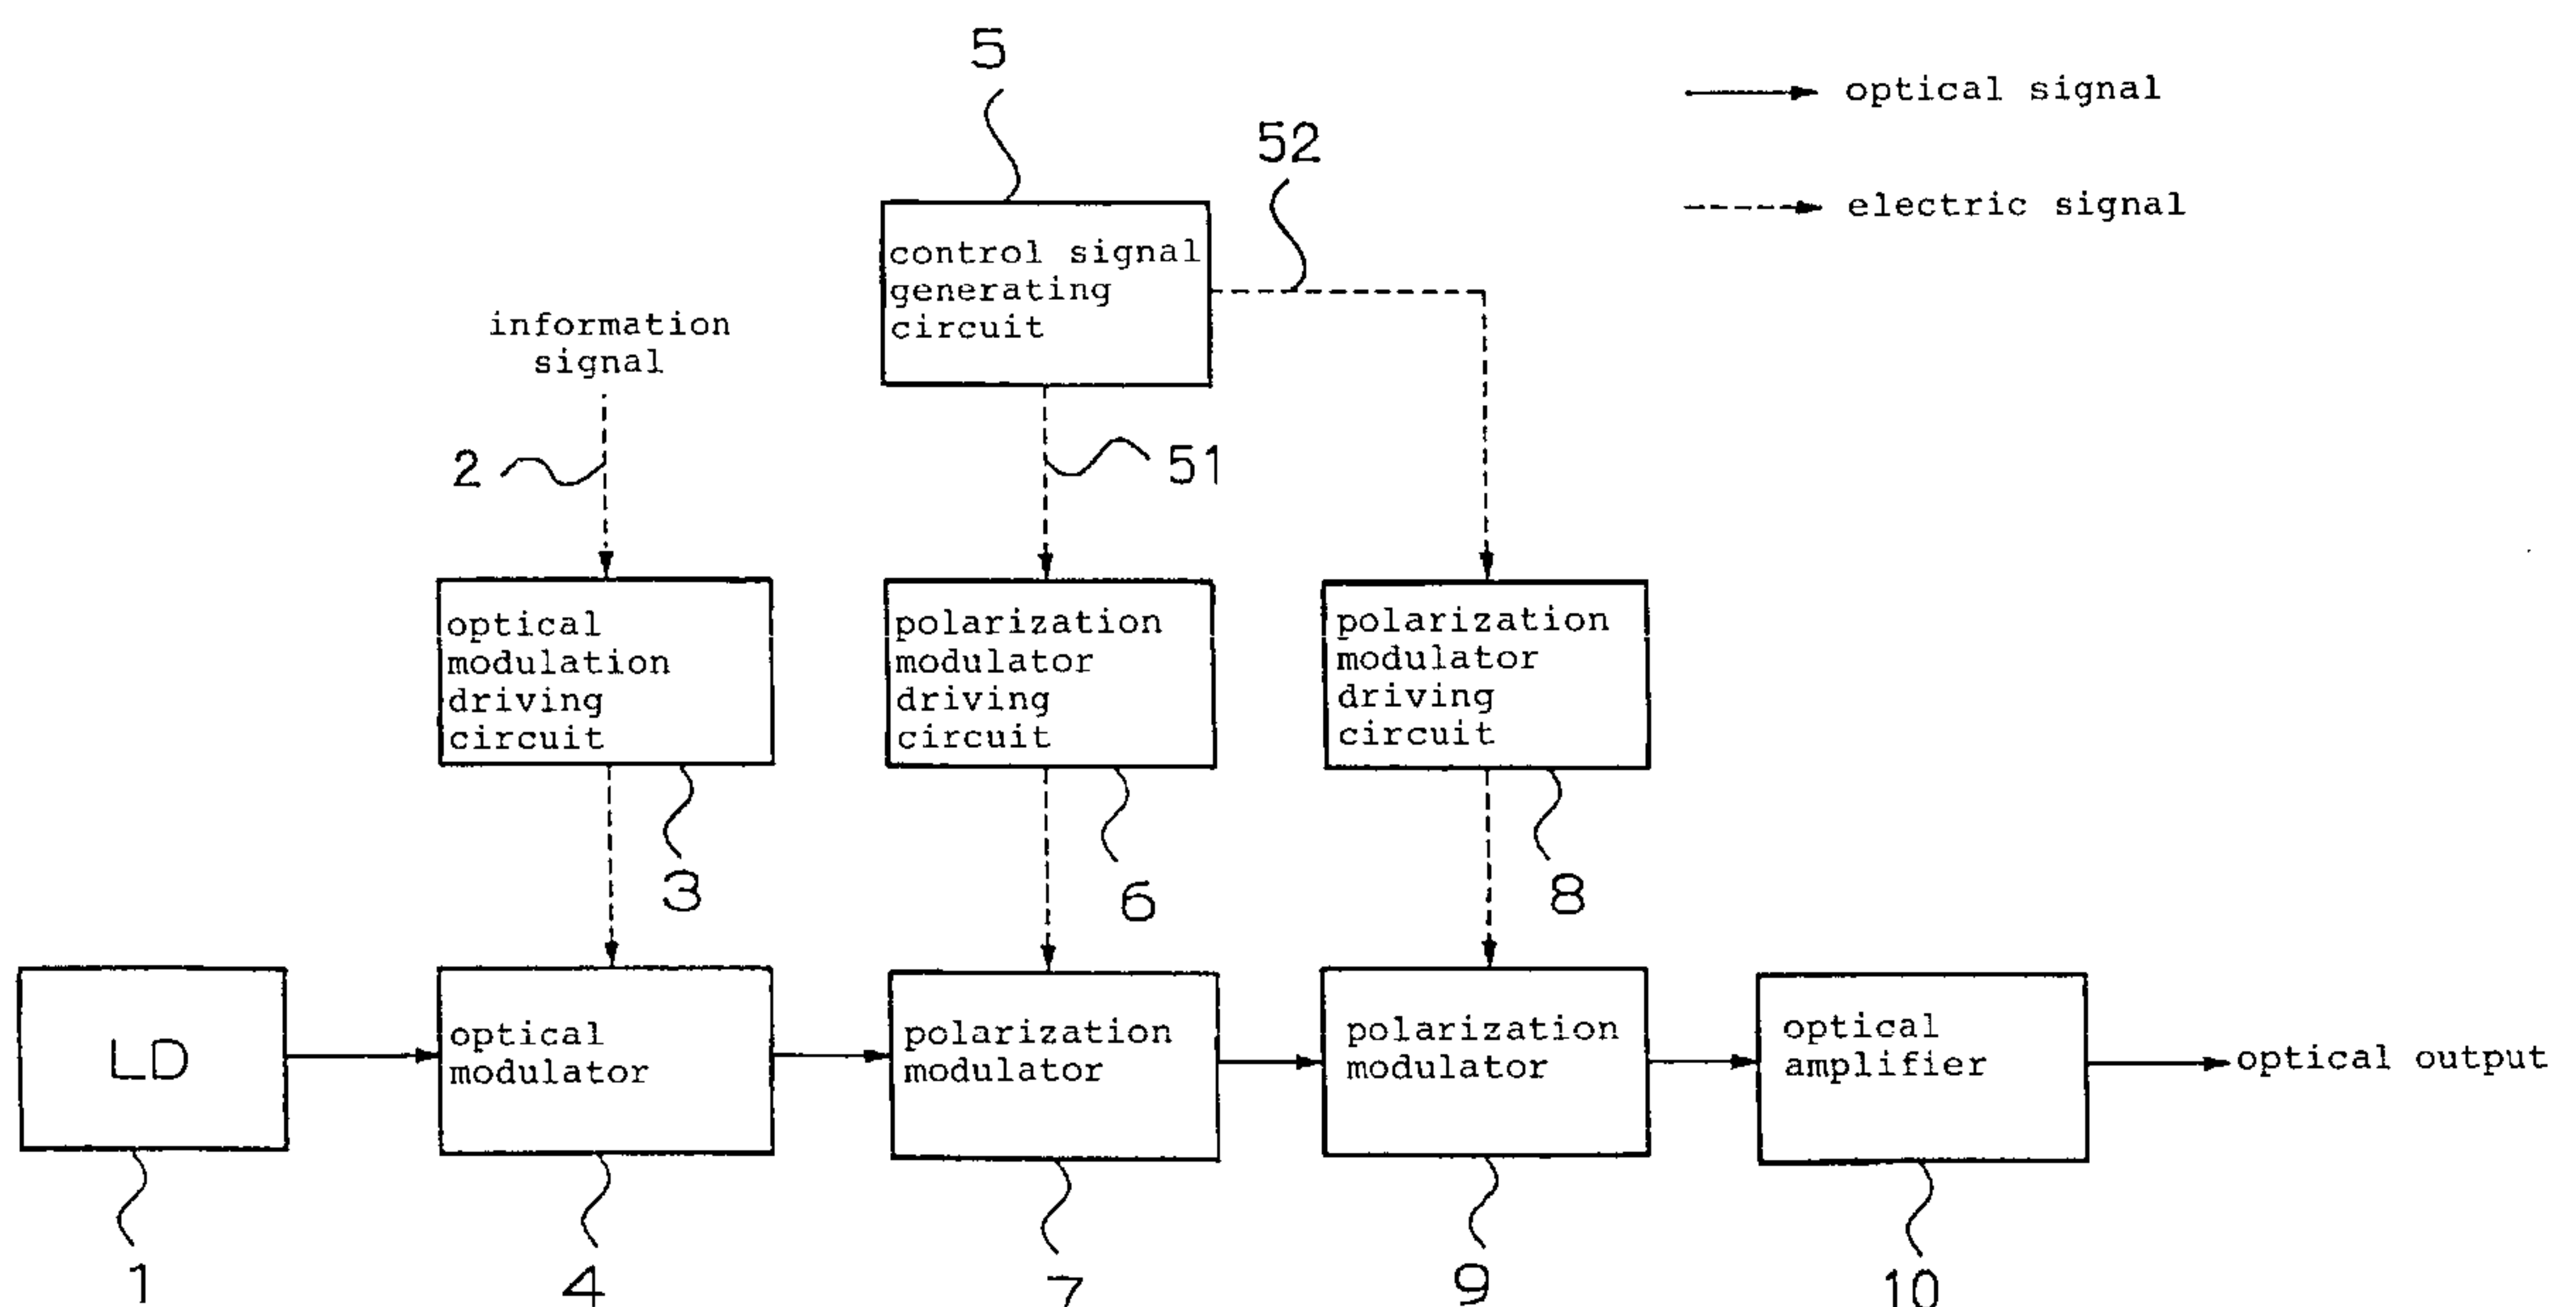 5
optical signal
52
electric signal
control signal
generating
circuit
information
signal
2
51
optical
modulation
driving
circuit
polarization
modulator
driving
circuit
polarization
modulator
driving
circuit
3
6
8
LD
optical
modulator
polarization
modulator
polarization
modulator
optical
amplifier
optical output
1
4
7
9
10